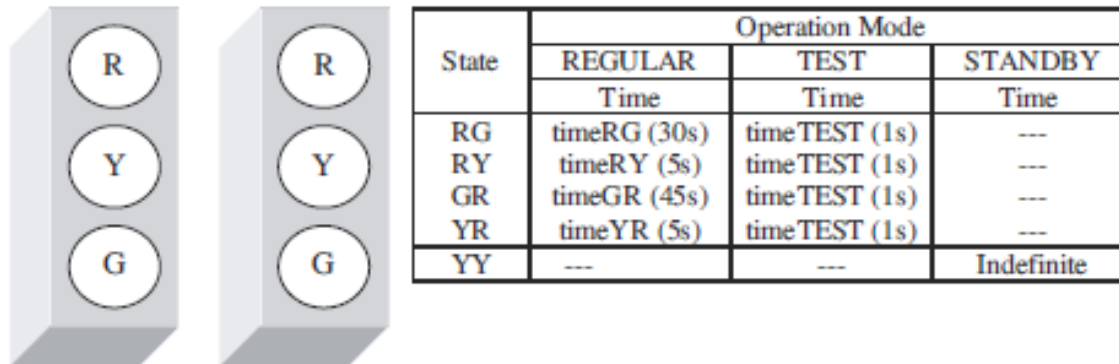 R R
Y Y
G G
Operation Mode
State REGULAR TEST STANDBY
Time Time Time
RG timeRG (30s) timeTEST (1s) ---
RY timeRY (5s) timeTEST (1s) ---
GR timeGR (45s) timeTEST (1s) ---
YR timeYR (5s) timeTEST (1s) ---
YY --- --- Indefinite